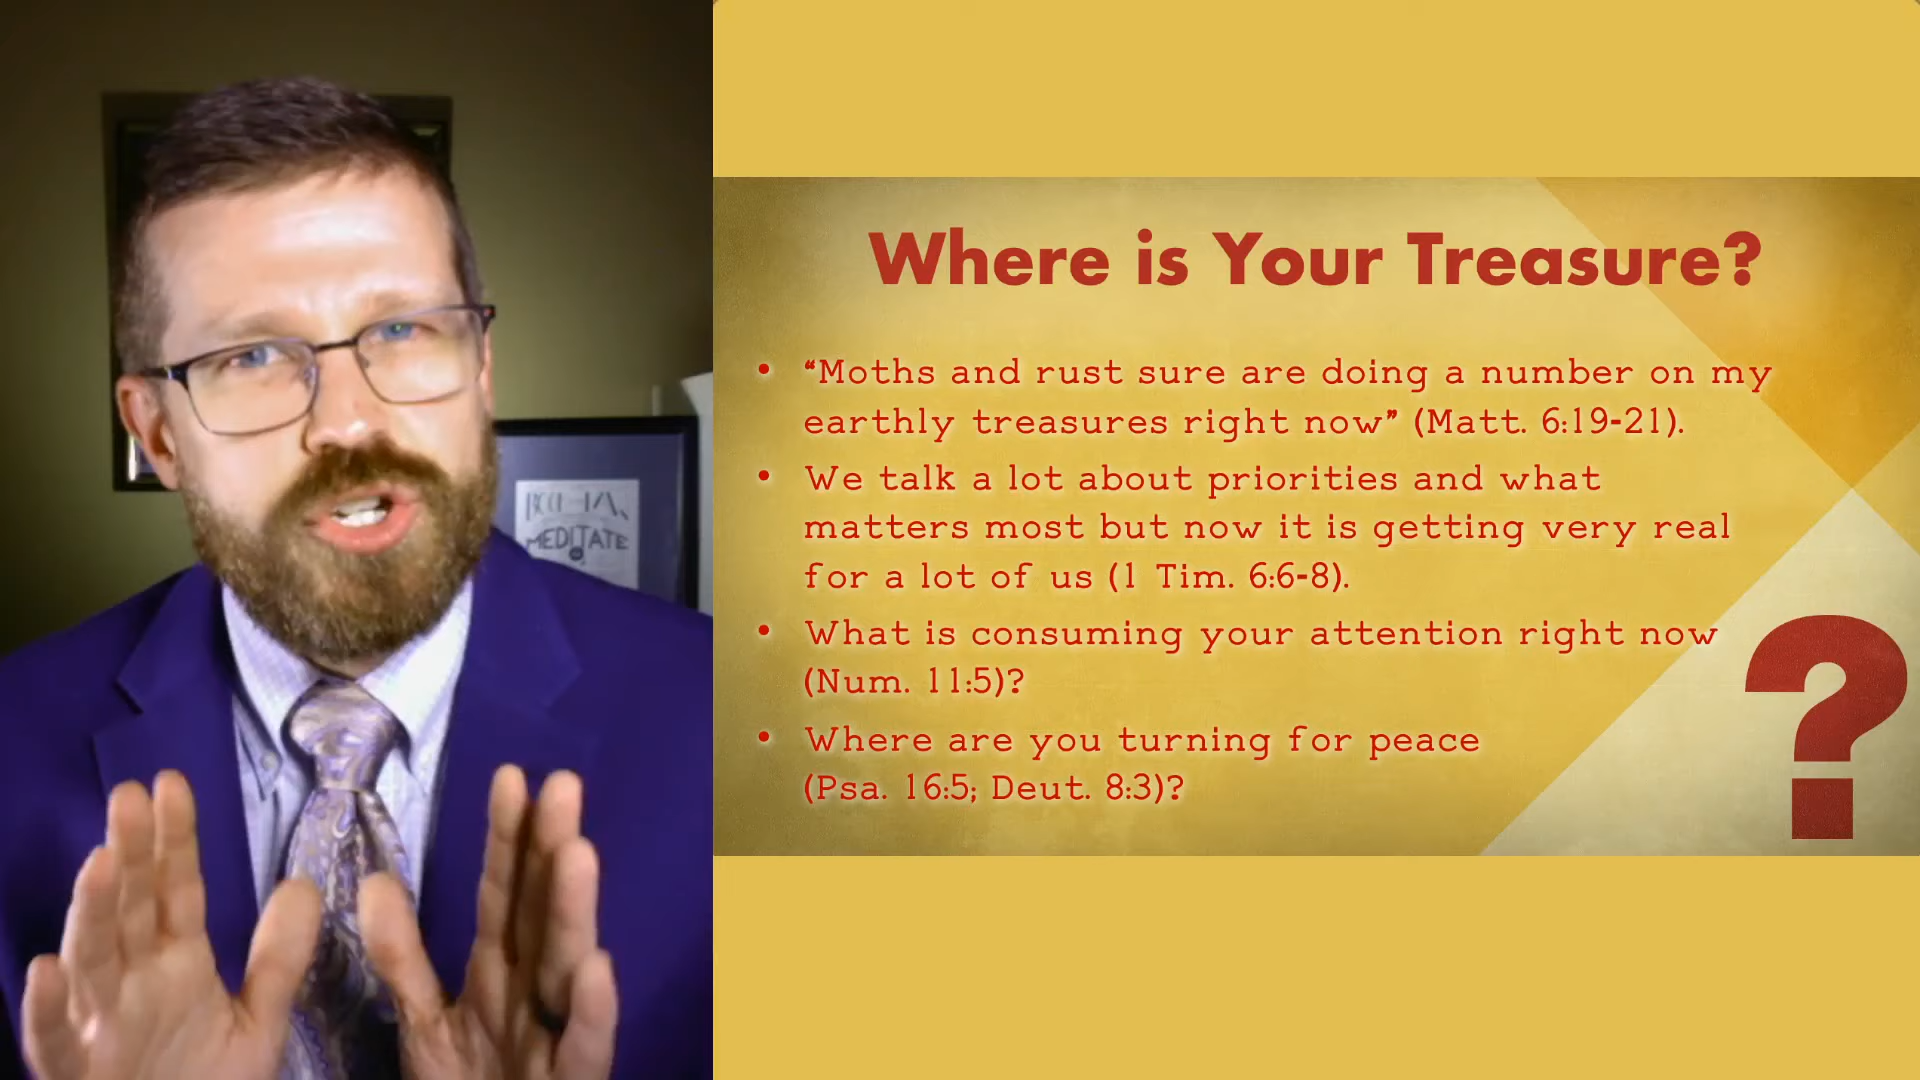 MEDITATE
Where is Your Treasure?
• “Moths and rust sure are doing a number on my
earthly treasures right now” (Matt. 6:19-21).
• We talk a lot about priorities and what
matters most but now it is getting very real
for a lot of us (1 Tim. 6:6-8).
• What is consuming your attention right now
(Num. 11:5)?
• Where are you turning for peace
(Psa. 16:5; Deut. 8:3)?
?